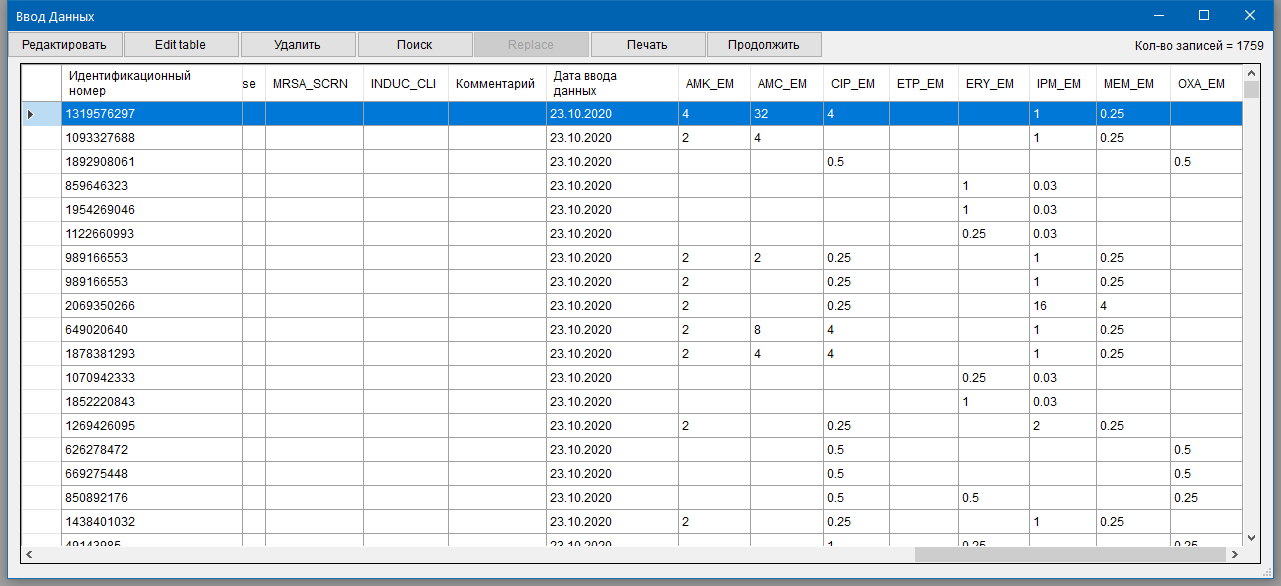 Ввод Данных
Редактировать Edit table Удалить Поиск Replace Печать Продолжить Кол-во записей = 1759
Идентификационный номер se MRSA_SCRN INDUC_CLI Комментарий Дата ввода данных AMK_EM AMC_EM CIP_EM ETP_EM ERY_EM IPM_EM MEM_EM OXA_EM
1319576297 23.10.2020 4 32 4 1 0.25
1093327688 23.10.2020 2 4 1 0.25
1892908061 23.10.2020 0.5 0.5
859646323 23.10.2020 1 0.03
1954269046 23.10.2020 1 0.03
1122660993 23.10.2020 0.25 0.03
989166553 23.10.2020 2 2 0.25 1 0.25
989166553 23.10.2020 2 0.25 1 0.25
2069350266 23.10.2020 2 0.25 16 4
649020640 23.10.2020 2 8 4 1 0.25
1878381293 23.10.2020 2 4 4 1 0.25
1070942333 23.10.2020 0.25 0.03
1852220843 23.10.2020 1 0.03
1269426095 23.10.2020 2 0.25 2 0.25
626278472 23.10.2020 0.5 0.5
669275448 23.10.2020 0.5 0.5
850892176 23.10.2020 0.5 0.5 0.25
1438401032 23.10.2020 2 0.25 1 0.25
49143985 23.10.2020 1 0.25 0.25